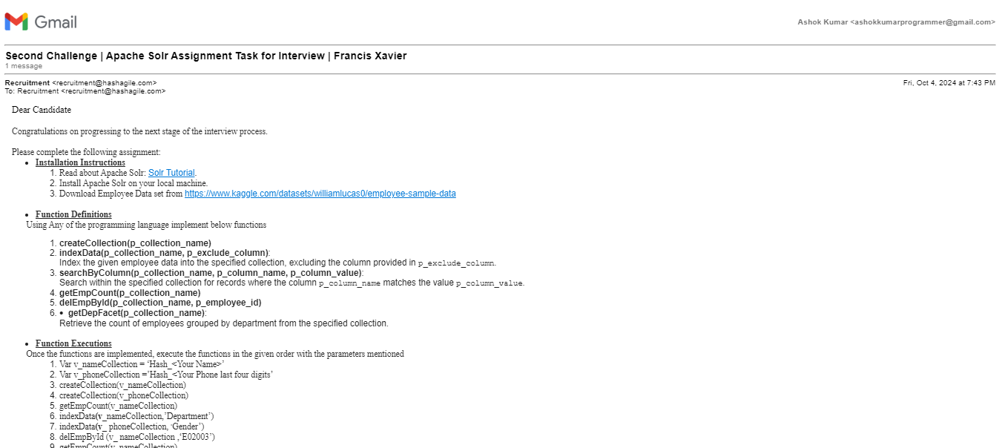 Gmail
Ashok Kumar <ashokkumarprogrammer@gmail.com>
Second Challenge | Apache Solr Assignment Task for Interview | Francis Xavier
1 message
Recruitment <recruitment@hashagile.com>
Fri, Oct 4, 2024 at 7:43 PM
To: Recruitment <recruitment@hashagile.com>
Dear Candidate
Congratulations on progressing to the next stage of the interview process.
Please complete the following assignment:
• Installation Instructions
1. Read about Apache Solr: Solr Tutorial.
2. Install Apache Solr on your local machine.
3. Download Employee Data set from https://www.kaggle.com/datasets/williamlucas0/employee-sample-data
• Function Definitions
Using Any of the programming language implement below functions
1. createCollection(p_collection_name)
2. indexData(p_collection_name, p_exclude_column):
Index the given employee data into the specified collection, excluding the column provided in p_exclude_column.
3. searchByColumn(p_collection_name, p_column_name, p_column_value):
Search within the specified collection for records where the column p_column_name matches the value p_column_value.
4. getEmpCount(p_collection_name)
5. delEmpById(p_collection_name, p_employee_id)
6. • getDepFacet(p_collection_name):
Retrieve the count of employees grouped by department from the specified collection.
• Function Executions
Once the functions are implemented, execute the functions in the given order with the parameters mentioned
1. Var v_nameCollection = ‘Hash_<Your Name>’
2. Var v_phoneCollection =’Hash_<Your Phone last four digits’
3. createCollection(v_nameCollection)
4. createCollection(v_phoneCollection)
5. getEmpCount(v_nameCollection)
6. indexData(v_nameCollection,’Department’)
7. indexData(v_ phoneCollection, ‘Gender’)
8. delEmpById (v_ nameCollection ,‘E02003’)
9. getEmpCount(v_nameCollection)